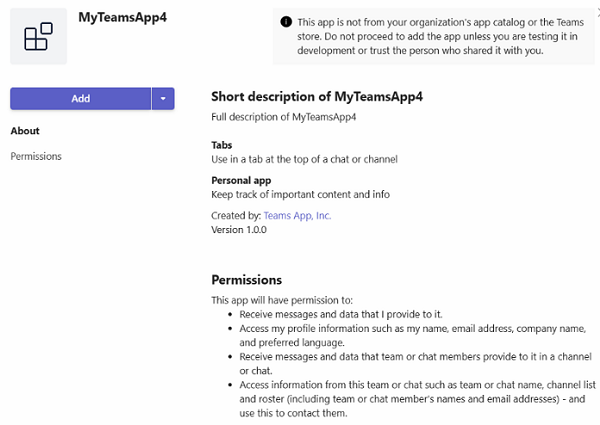 MyTeamsApp4
This app is not from your organization's app catalog or the Teams
store. Do not proceed to add the app unless you are testing it in
development or trust the person who shared it with you.
Add
About
Permissions
Short description of MyTeamsApp4
Full description of MyTeamsApp4
Tabs
Use in a tab at the top of a chat or channel
Personal app
Keep track of important content and info
Created by: Teams App, Inc.
Version 1.0.0
Permissions
This app will have permission to:
• Receive messages and data that I provide to it.
• Access my profile information such as my name, email address, company name,
and preferred language.
• Receive messages and data that team or chat members provide to it in a channel
or chat.
• Access information from this team or chat such as team or chat name, channel list
and roster (including team or chat member's names and email addresses) - and
use this to contact them.